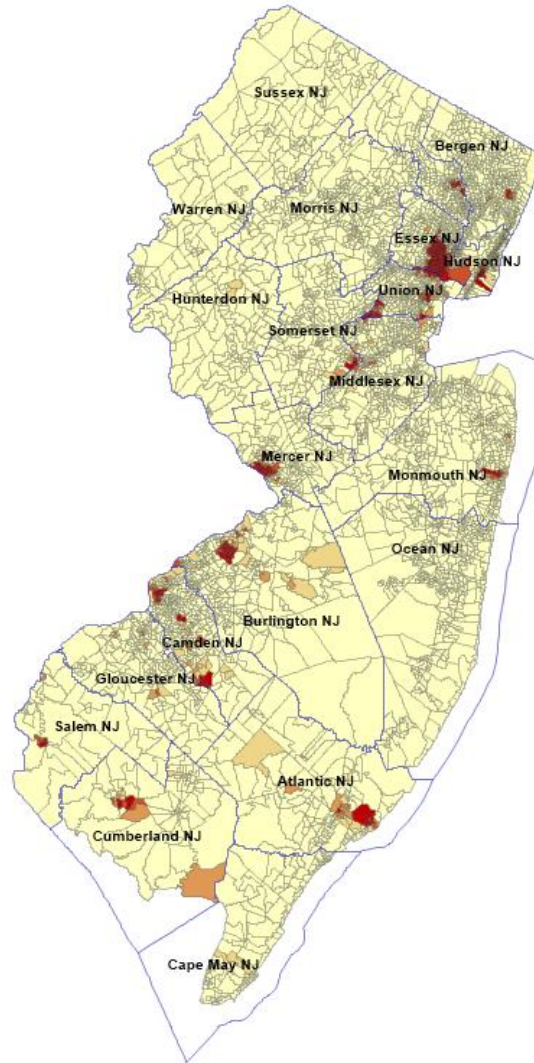 Sussex NJ
Bergen NJ
Warren NJ
Morris NJ
Essex NJ
Hudson NJ
Union NJ
Hunterdon NJ
Somerset NJ
Middlesex NJ
Mercer NJ
Monmouth NJ
Ocean NJ
Burlington NJ
Camden NJ
Gloucester NJ
Salem NJ
Atlantic NJ
Cumberland NJ
Cape May NJ